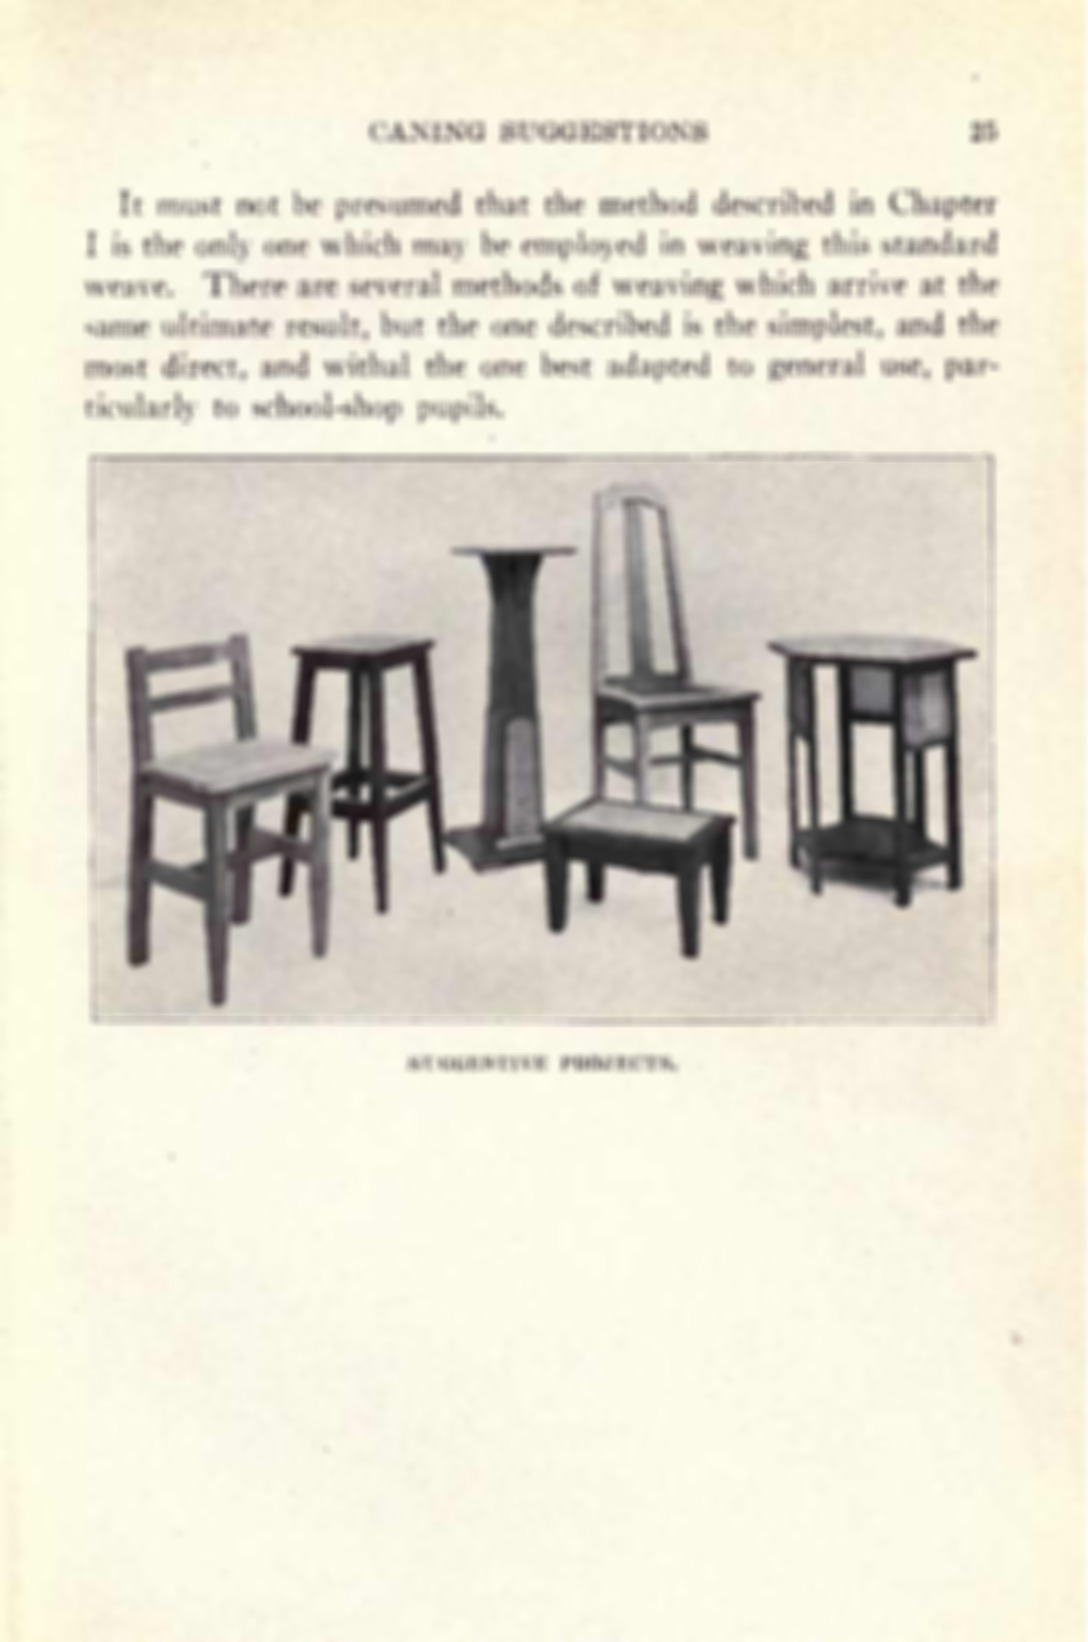 CANING SUGGESTIONS 25
It must not be presumed that the method described in Chapter
I is the only one which may be employed in weaving this standard
weave. There are several methods of weaving which arrive at the
same ultimate result, but the one described is the simplest, and the
most direct, and withal the one best adapted to general use, par-
ticularly to school-shop pupils.
SUGGESTIVE PROJECTS.